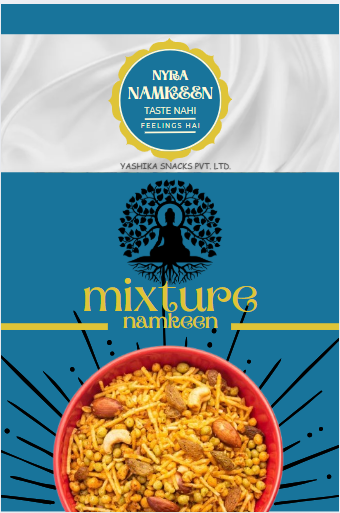 NYRA
NAMKEEN
TASTE NAHI
FEELINGS HAI
YASHIKA SNACKS PVT. LTD.
mixture
namkeen